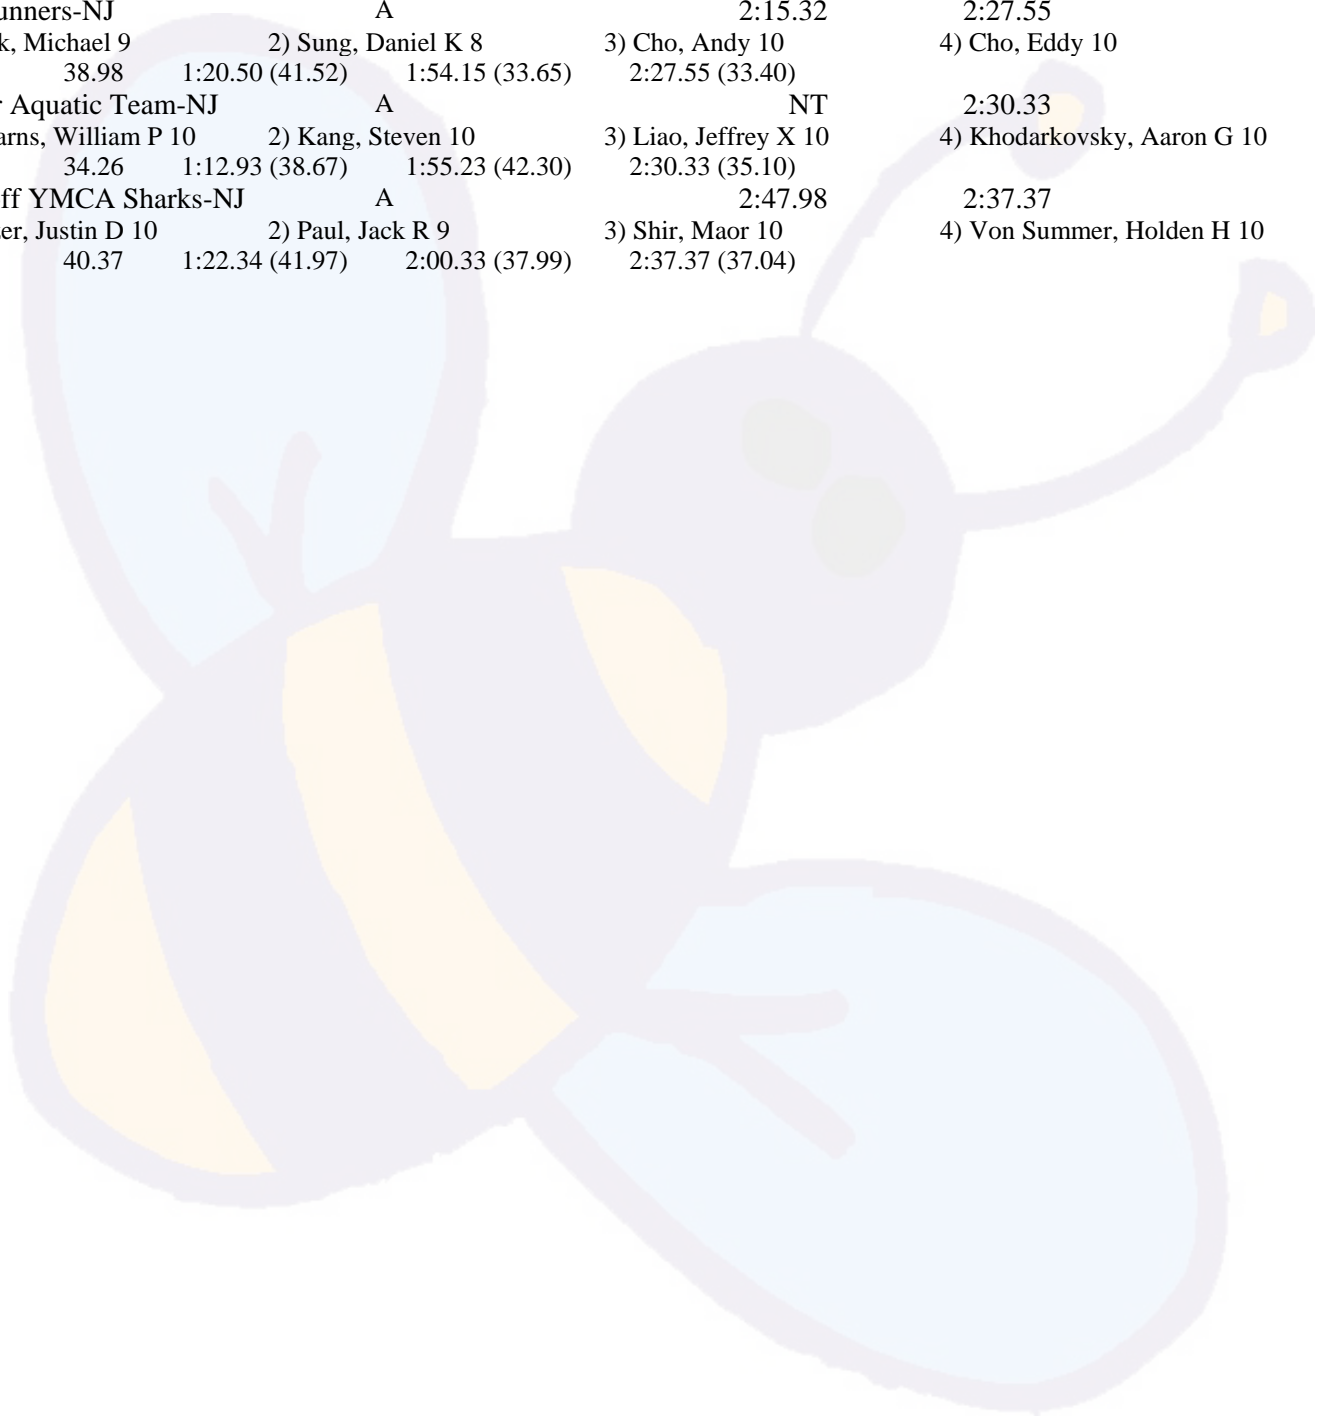 unners-NJ A 2:15.32 2:27.55
k, Michael 9 2) Sung, Daniel K 8 3) Cho, Andy 10 4) Cho, Eddy 10
38.98 1:20.50 (41.52) 1:54.15 (33.65) 2:27.55 (33.40)
r Aquatic Team-NJ A NT 2:30.33
arns, William P 10 2) Kang, Steven 10 3) Liao, Jeffrey X 10 4) Khodarkovsky, Aaron G 10
34.26 1:12.93 (38.67) 1:55.23 (42.30) 2:30.33 (35.10)
ff YMCA Sharks-NJ A 2:47.98 2:37.37
er, Justin D 10 2) Paul, Jack R 9 3) Shir, Maor 10 4) Von Summer, Holden H 10
40.37 1:22.34 (41.97) 2:00.33 (37.99) 2:37.37 (37.04)